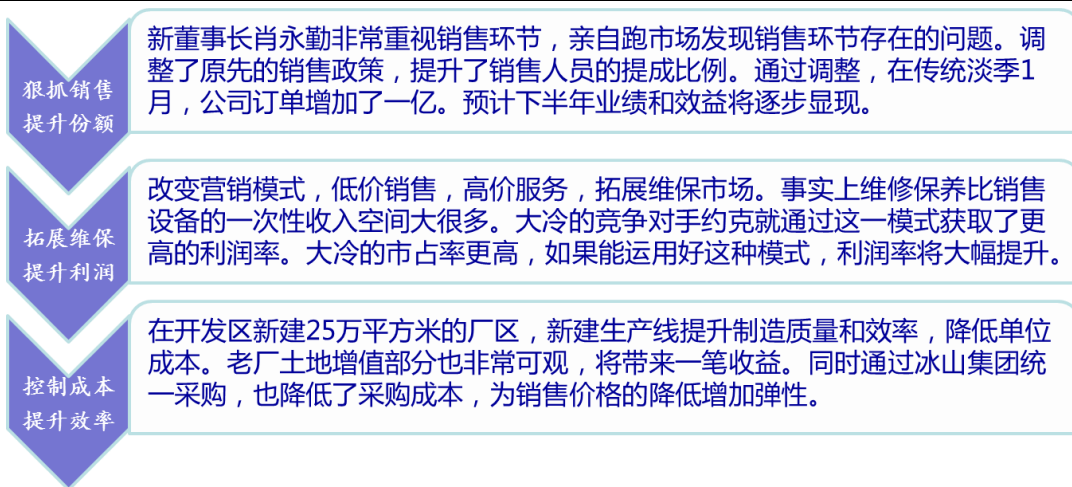 狠抓销售
提升份额
新董事长肖永勤非常重视销售环节，亲自跑市场发现销售环节存在的问题。调
整了原先的销售政策，提升了销售人员的提成比例。通过调整，在传统淡季1
月，公司订单增加了一亿。预计下半年业绩和效益将逐步显现。
拓展维保
提升利润
改变营销模式，低价销售，高价服务，拓展维保市场。事实上维修保养比销售
设备的一次性收入空间大很多。大冷的竞争对手约克就通过这一模式获取了更
高的利润率。大冷的市占率更高，如果能运用好这种模式，利润率将大幅提升。
控制成本
提升效率
在开发区新建25万平方米的厂区，新建生产线提升制造质量和效率，降低单位
成本。老厂土地增值部分也非常可观，将带来一笔收益。同时通过冰山集团统
一采购，也降低了采购成本，为销售价格的降低增加弹性。